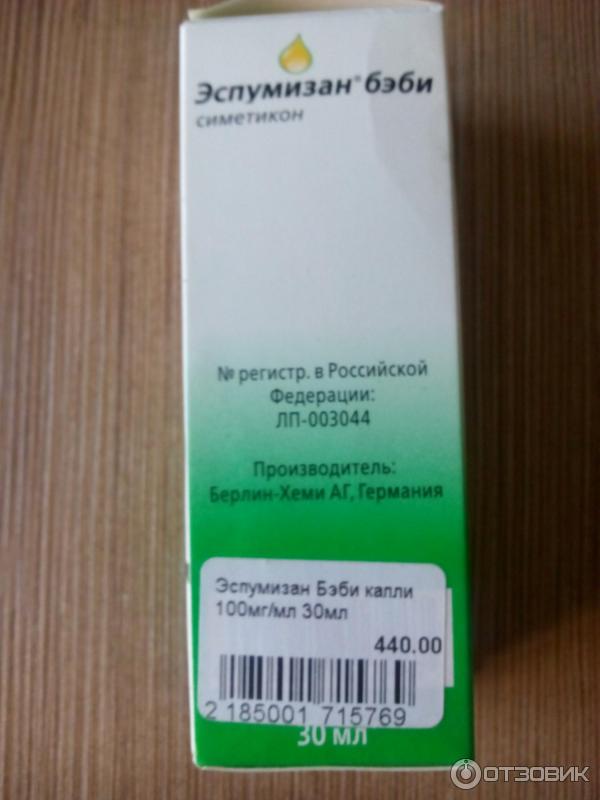 Эспумизан® бэби
симетикон
№ регистр. в Российской
Федерации:
ЛП-003044
Производитель:
Берлин-Хеми АГ, Германия
Эспумизан Бэби капли
100мг/мл 30мл
440.00
2 185001 715769
30 мл
ОТЗОВИК